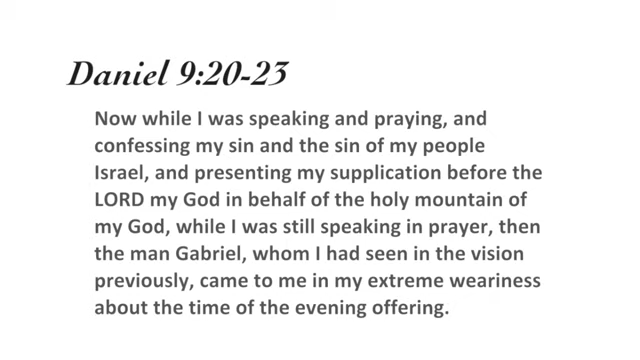 Daniel 9:20-23
Now while I was speaking and praying, and
confessing my sin and the sin of my people
Israel, and presenting my supplication before the
LORD my God in behalf of the holy mountain of
my God, while I was still speaking in prayer, then
the man Gabriel, whom I had seen in the vision
previously, came to me in my extreme weariness
about the time of the evening offering.